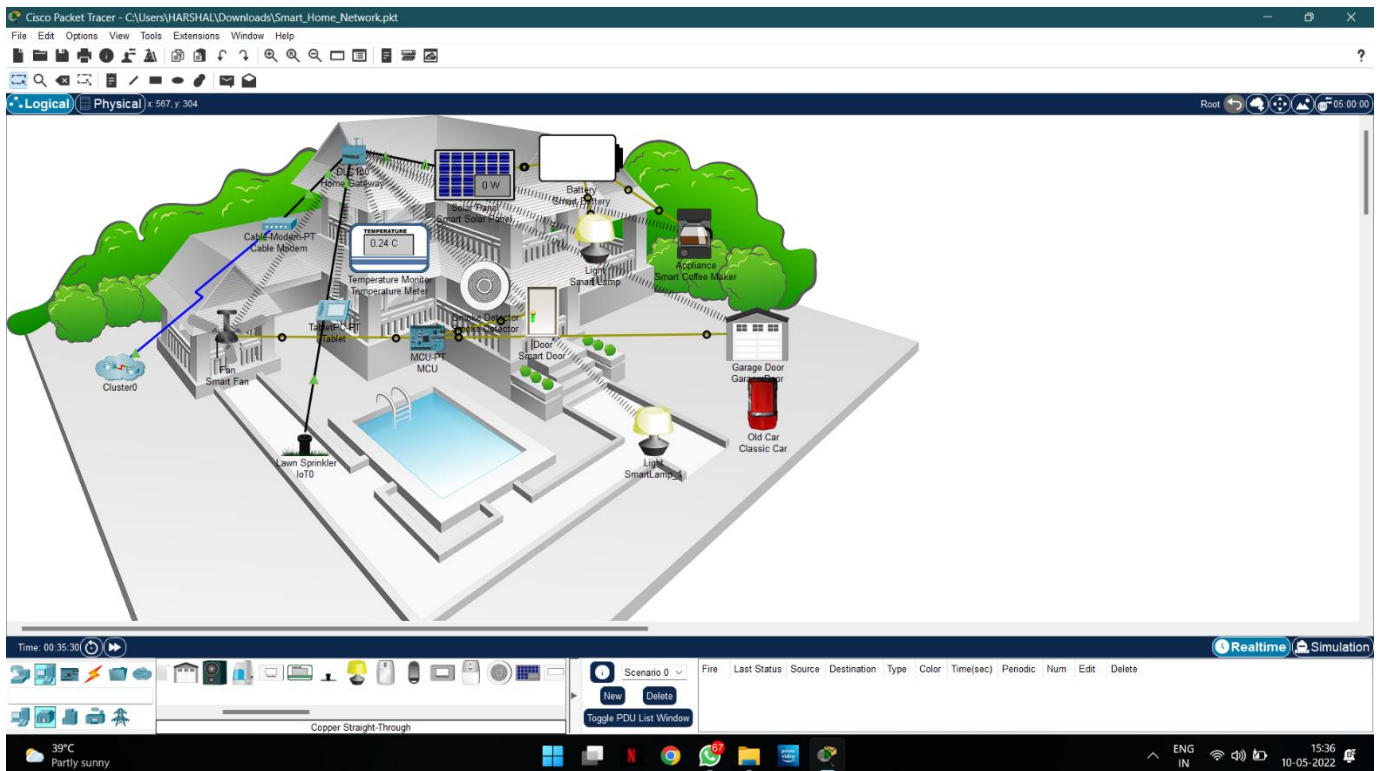 Cisco Packet Tracer - C:\Users\HARSHAL\Downloads\Smart_Home_Network.pkt
File Edit Options View Tools Extensions Window Help
?
Logical Physical x: 567, y: 304
Root 05:00:00
DLC100
Home Gateway
0 W
Solar Panel
Smart Solar Panel
Battery
Smart Battery
Cable-Modem-PT
Cable Modem
TEMPERATURE
0.24 C
Temperature Monitor
Temperature Meter
Light
Smart Lamp
Appliance
Smart Coffee Maker
Smoke Detector
Smoke Detector
TabletPC-PT
Tablet
MCU-PT
MCU
Door
Smart Door
Garage Door
Garage Door
Cluster0
Fan
Smart Fan
Old Car
Classic Car
Lawn Sprinkler
IoT0
Light
SmartLamp_1
Time: 00:35:30
Realtime Simulation
Scenario 0
New Delete
Toggle PDU List Window
Fire Last Status Source Destination Type Color Time(sec) Periodic Num Edit Delete
Copper Straight-Through
39°C
Partly sunny
67
prime video
ENG
IN
15:36
10-05-2022